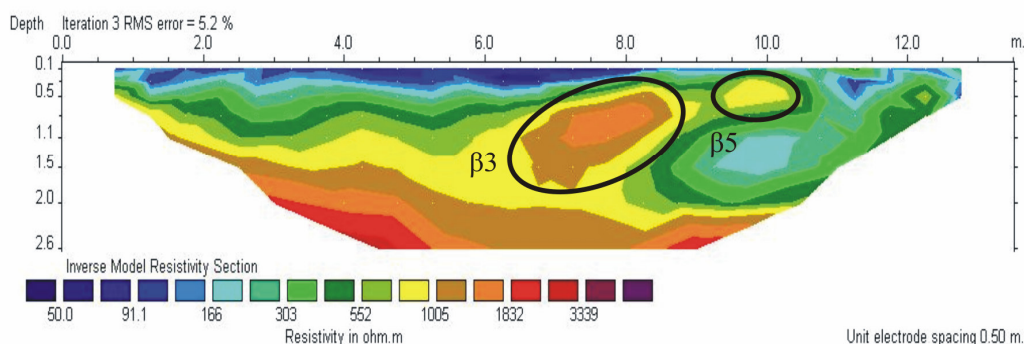 Depth Iteration 3 RMS error = 5.2 %
0.0 2.0 4.0 6.0 8.0 10.0 12.0 m.
0.1
0.5
1.1
1.5
2.0
2.6
β3
β5
Inverse Model Resistivity Section
50.0 91.1 166 303 552 1005 1832 3339
Resistivity in ohm.m
Unit electrode spacing 0.50 m.